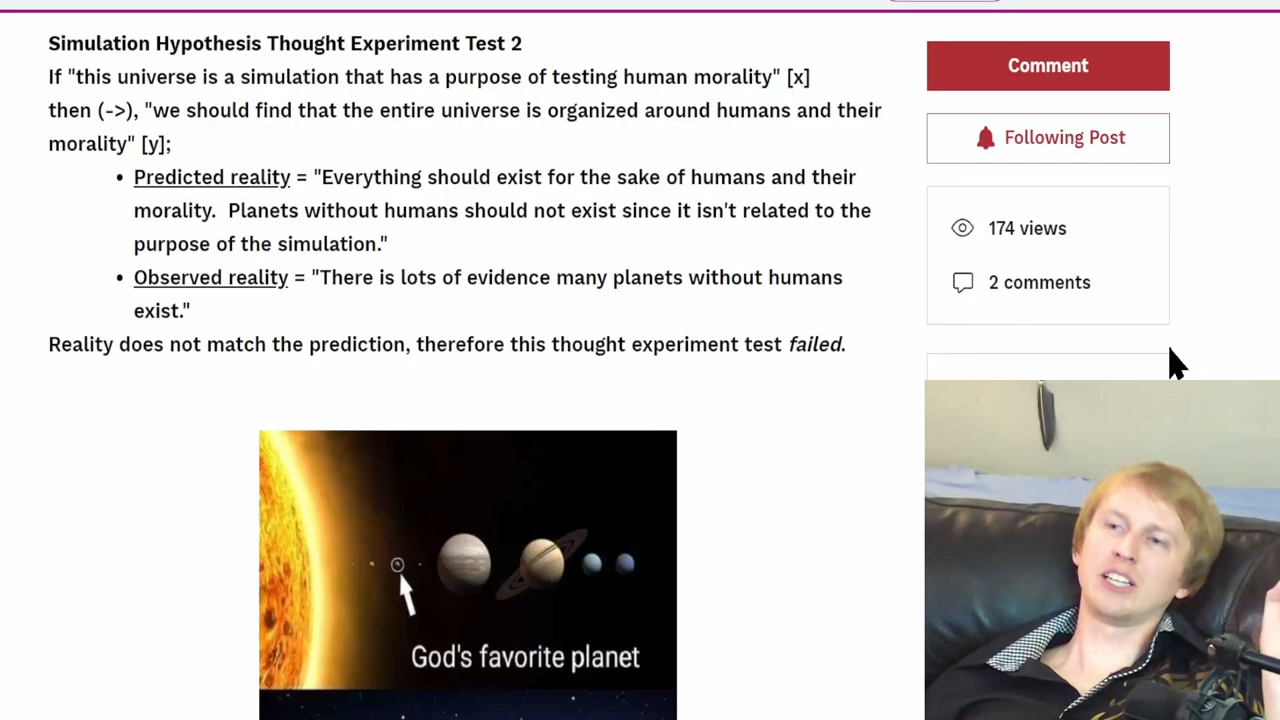 Simulation Hypothesis Thought Experiment Test 2
If "this universe is a simulation that has a purpose of testing human morality" [x]
then (->), "we should find that the entire universe is organized around humans and their
morality" [y];
• Predicted reality = "Everything should exist for the sake of humans and their
morality.  Planets without humans should not exist since it isn't related to the
purpose of the simulation."
• Observed reality = "There is lots of evidence many planets without humans
exist."
Reality does not match the prediction, therefore this thought experiment test failed.
God's favorite planet
Comment
Following Post
174 views
2 comments